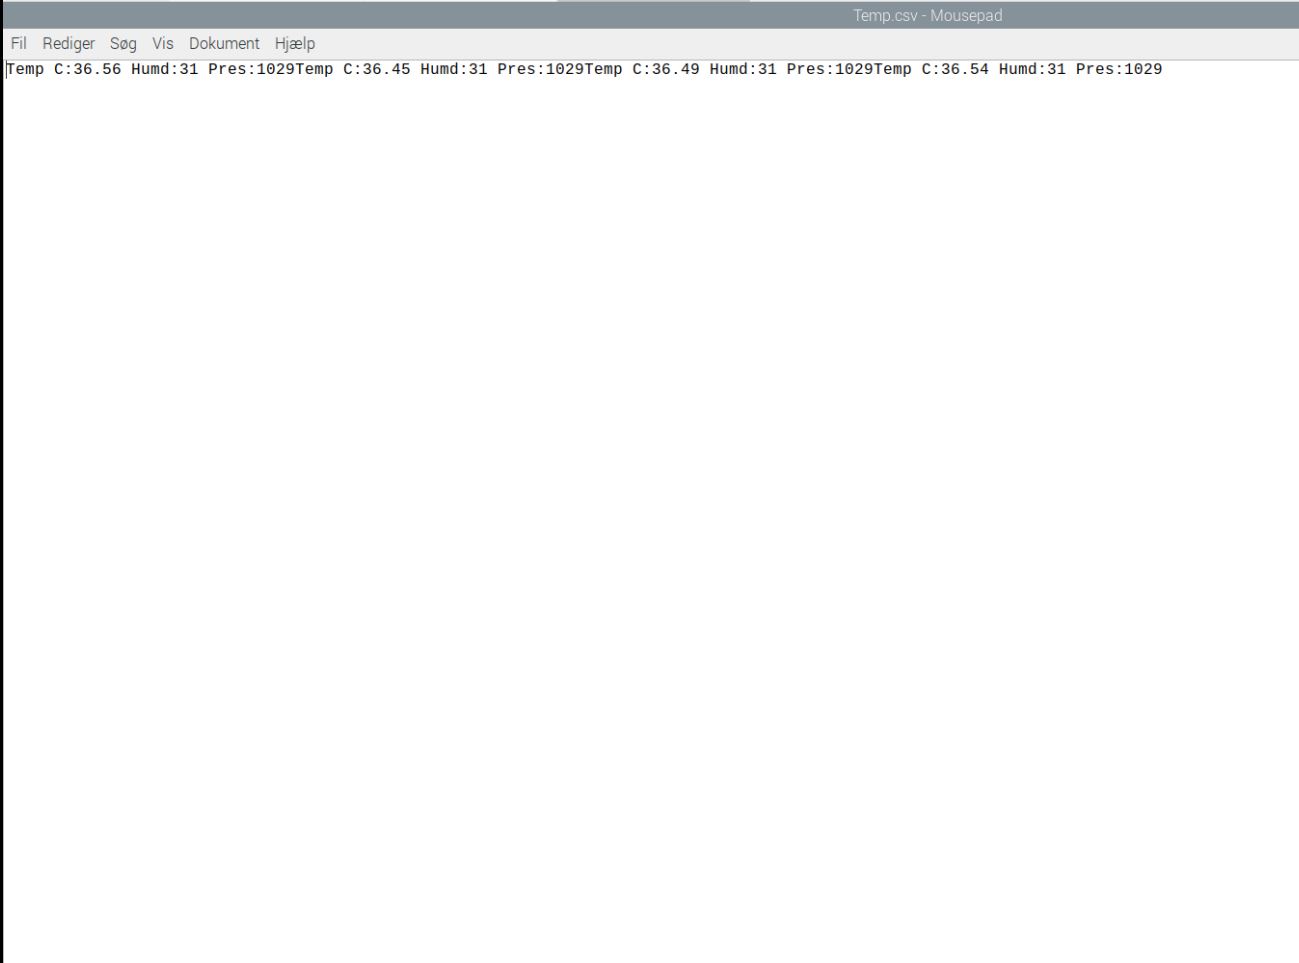 Temp.csv - Mousepad
Fil Rediger Søg Vis Dokument Hjælp
Temp C:36.56 Humd:31 Pres:1029Temp C:36.45 Humd:31 Pres:1029Temp C:36.49 Humd:31 Pres:1029Temp C:36.54 Humd:31 Pres:1029